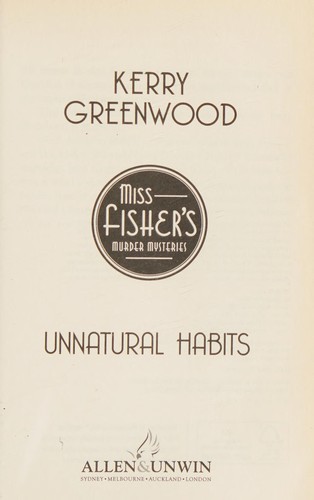 KERRY
GREENWOOD
MISS
FISHER'S
MURDER MYSTERIES
UNNATURAL HABITS
ALLEN&UNWIN
SYDNEY•MELBOURNE•AUCKLAND•LONDON